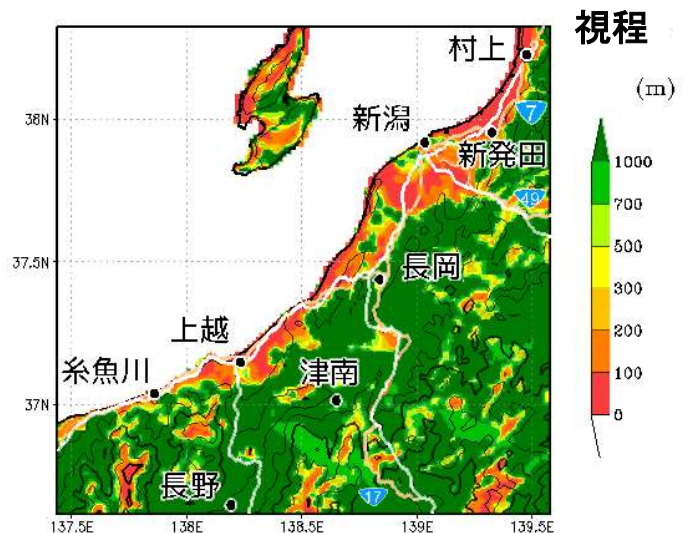 視程
(m)
村上
新潟
7
新発田
49
長岡
上越
糸魚川
津南
長野
17
38N
37.5N
37N
137.5E
138E
138.5E
139E
139.5E
1000
700
500
300
200
100
0